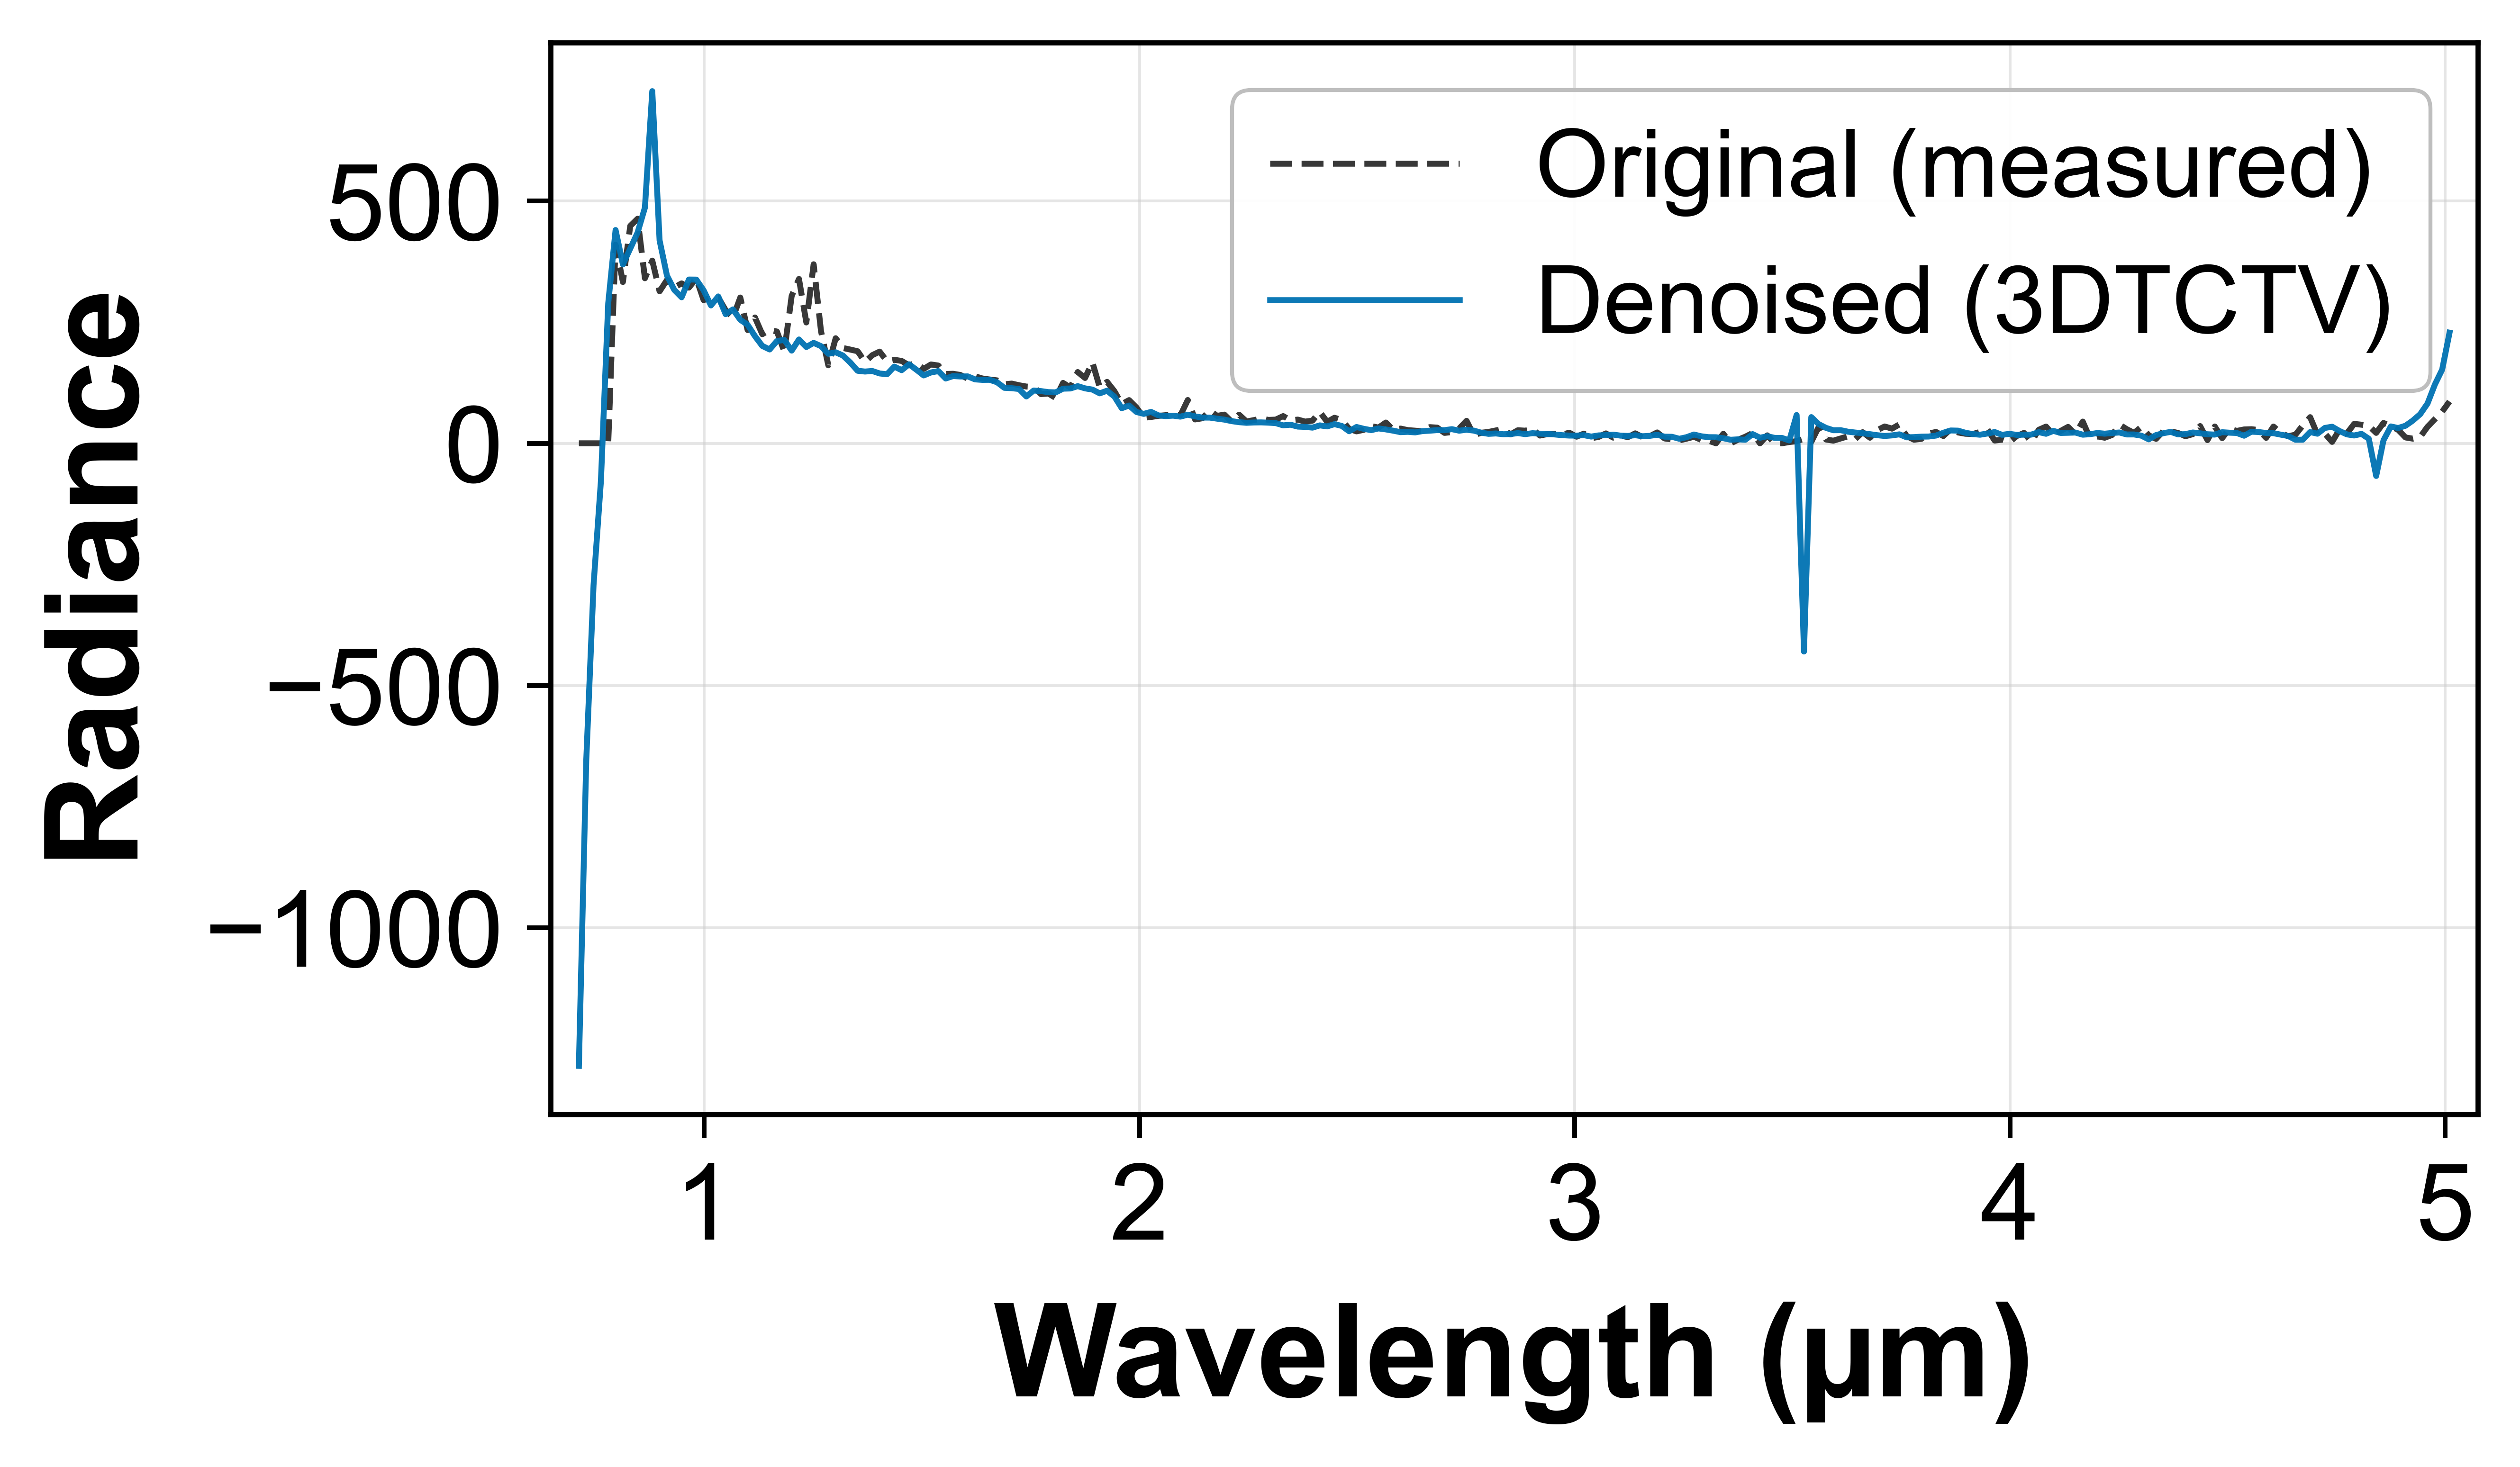 Original (measured)
Denoised (3DTCTV)
500
0
−500
−1000
Radiance
1 2 3 4 5
Wavelength (μm)